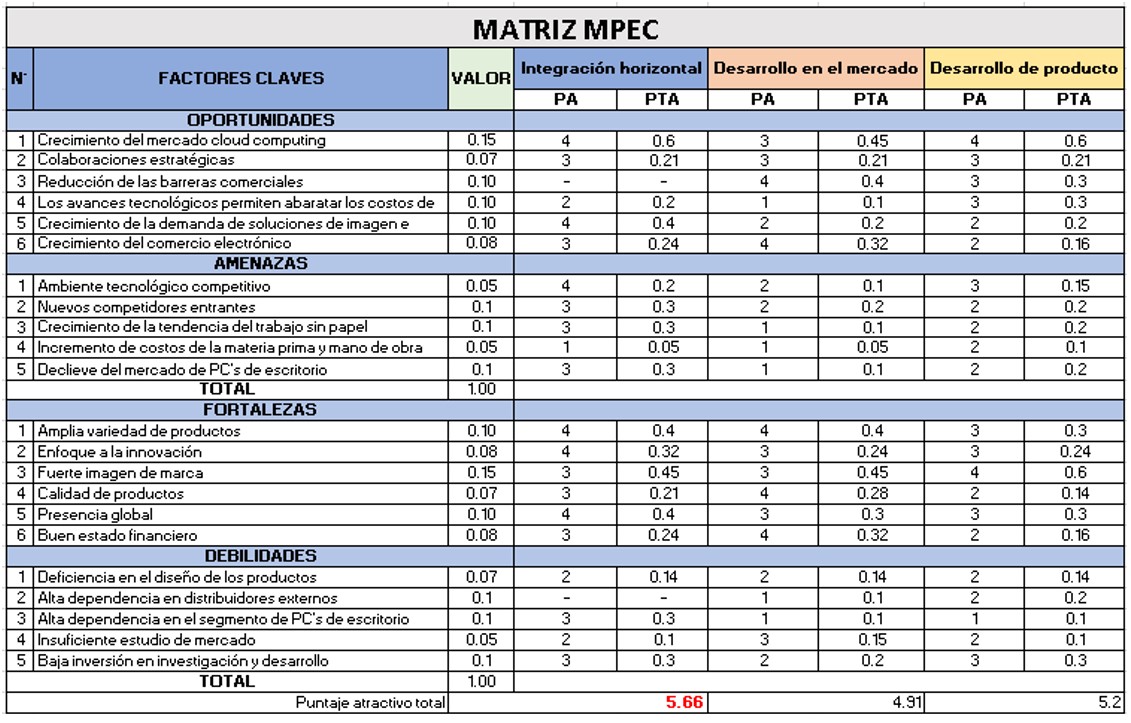 MATRIZ MPEC
N° FACTORES CLAVES VALOR Integración horizontal Desarrollo en el mercado Desarrollo de producto
PA PTA PA PTA PA PTA
OPORTUNIDADES
1 Crecimiento del mercado cloud computing 0.15 4 0.6 3 0.45 4 0.6
2 Colaboraciones estratégicas 0.07 3 0.21 3 0.21 3 0.21
3 Reducción de las barreras comerciales 0.10 - - 4 0.4 3 0.3
4 Los avances tecnológicos permiten abaratar los costos de 0.10 2 0.2 1 0.1 3 0.3
5 Crecimiento de la demanda de soluciones de imagen e 0.10 4 0.4 2 0.2 2 0.2
6 Crecimiento del comercio electrónico 0.08 3 0.24 4 0.32 2 0.16
AMENAZAS
1 Ambiente tecnológico competitivo 0.05 4 0.2 2 0.1 3 0.15
2 Nuevos competidores entrantes 0.1 3 0.3 2 0.2 2 0.2
3 Crecimiento de la tendencia del trabajo sin papel 0.1 3 0.3 1 0.1 2 0.2
4 Incremento de costos de la materia prima y mano de obra 0.05 1 0.05 1 0.05 2 0.1
5 Declieve del mercado de PC's de escritorio 0.1 3 0.3 1 0.1 2 0.2
TOTAL 1.00
FORTALEZAS
1 Amplia variedad de productos 0.10 4 0.4 4 0.4 3 0.3
2 Enfoque a la innovación 0.08 4 0.32 3 0.24 3 0.24
3 Fuerte imagen de marca 0.15 3 0.45 3 0.45 4 0.6
4 Calidad de productos 0.07 3 0.21 4 0.28 2 0.14
5 Presencia global 0.10 4 0.4 3 0.3 3 0.3
6 Buen estado financiero 0.08 3 0.24 4 0.32 2 0.16
DEBILIDADES
1 Deficiencia en el diseño de los productos 0.07 2 0.14 2 0.14 2 0.14
2 Alta dependencia en distribuidores externos 0.1 - - 1 0.1 2 0.2
3 Alta dependencia en el segmento de PC's de escritorio 0.1 3 0.3 1 0.1 1 0.1
4 Insuficiente estudio de mercado 0.05 2 0.1 3 0.15 2 0.1
5 Baja inversión en investigación y desarrollo 0.1 3 0.3 2 0.2 3 0.3
TOTAL 1.00
Puntaje atractivo total 5.66 4.91 5.2